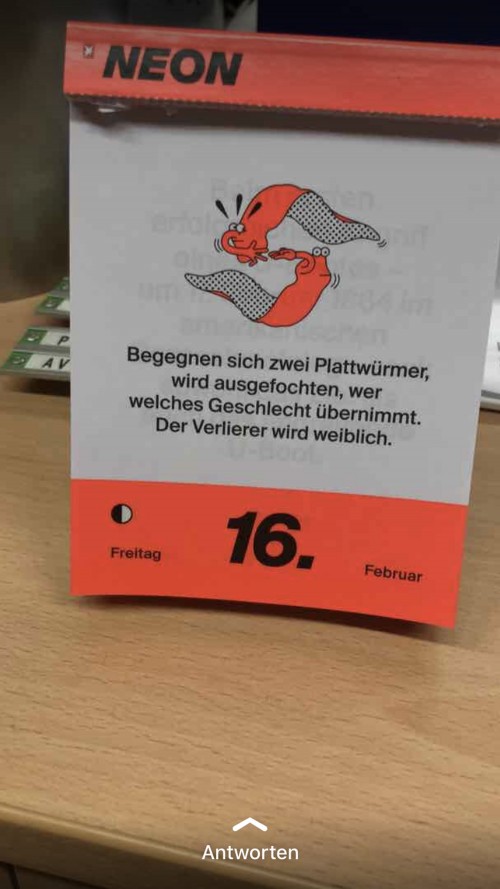 NEON
Begegnen sich zwei Plattwürmer,
wird ausgefochten, wer
welches Geschlecht übernimmt.
Der Verlierer wird weiblich.
16.
Freitag
Februar
P
AV
Antworten